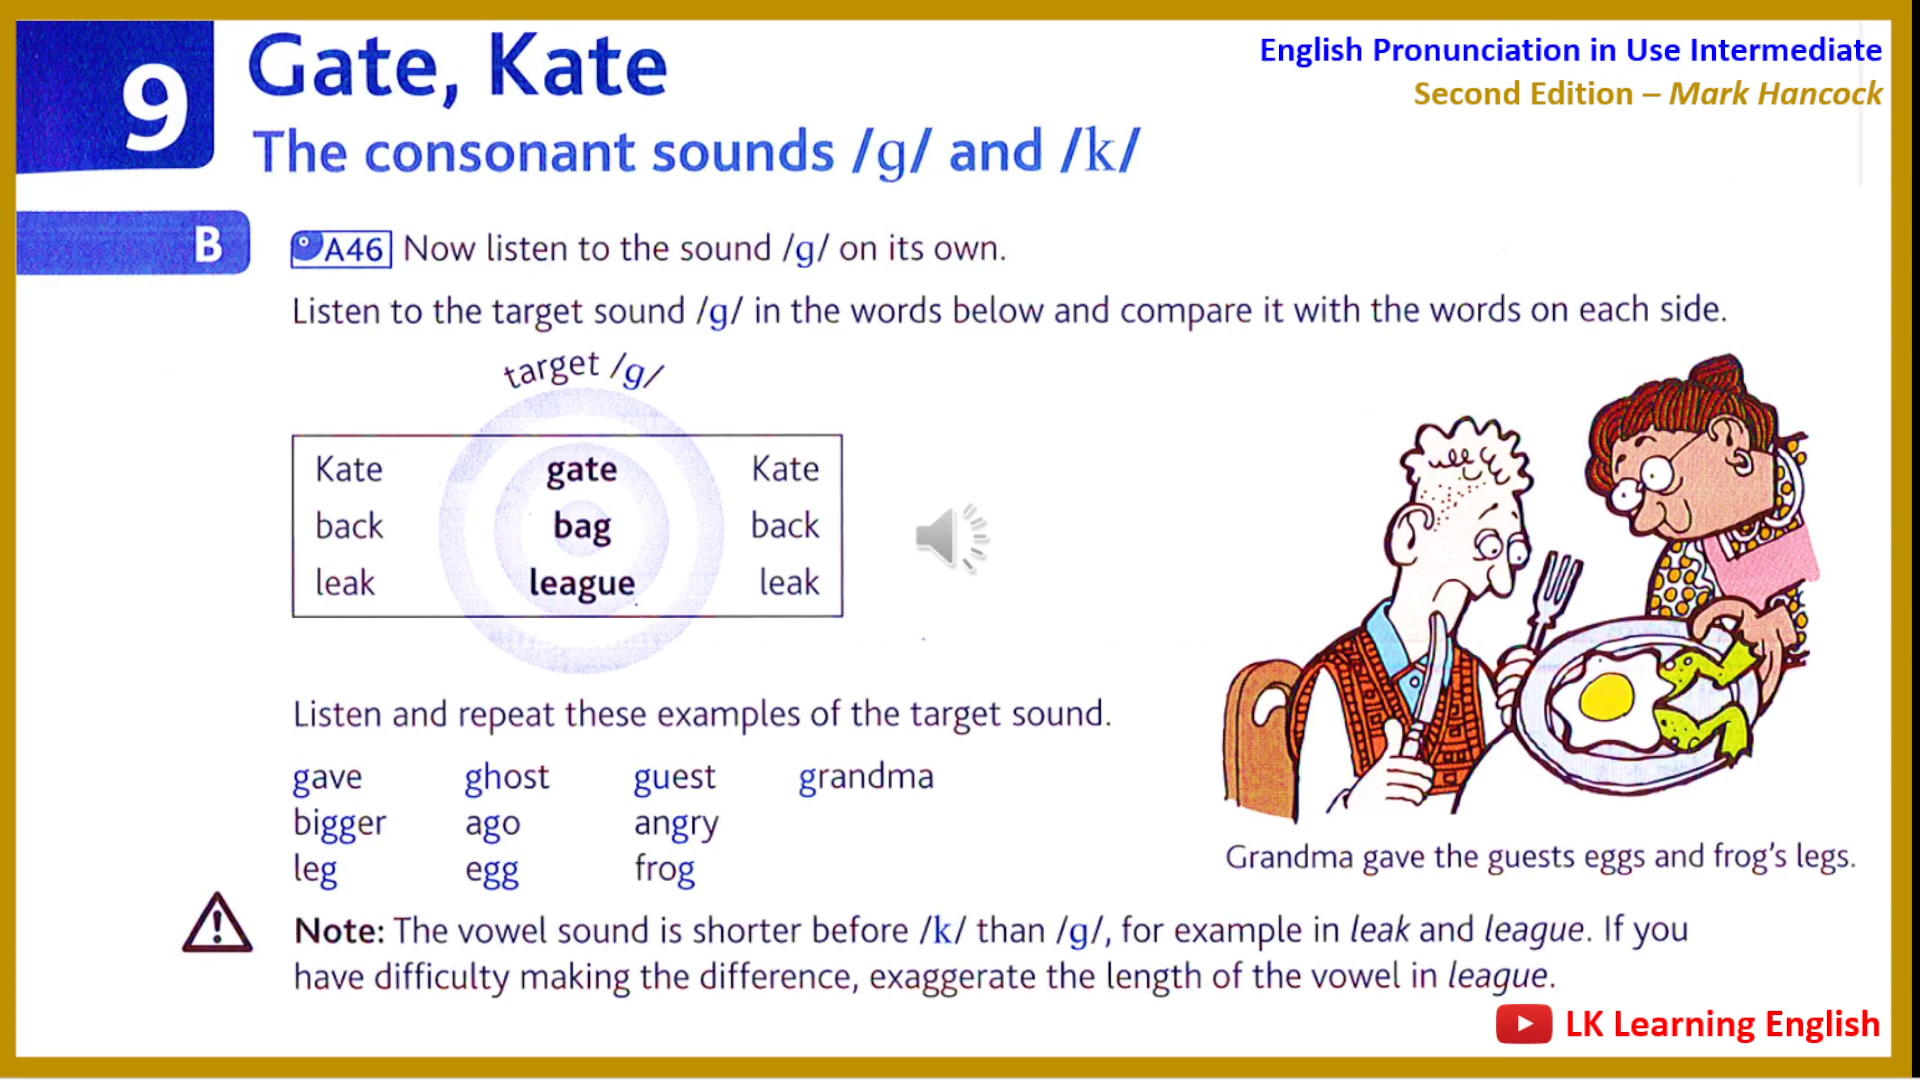 9
Gate, Kate
The consonant sounds /g/ and /k/
English Pronunciation in Use Intermediate
Second Edition – Mark Hancock
B
A46 Now listen to the sound /g/ on its own.
Listen to the target sound /g/ in the words below and compare it with the words on each side.
target /g/
Kate gate Kate
back bag back
leak league leak
Listen and repeat these examples of the target sound.
gave ghost guest grandma
bigger ago angry
leg egg frog
Grandma gave the guests eggs and frog's legs.
Note: The vowel sound is shorter before /k/ than /g/, for example in leak and league. If you
have difficulty making the difference, exaggerate the length of the vowel in league.
LK Learning English